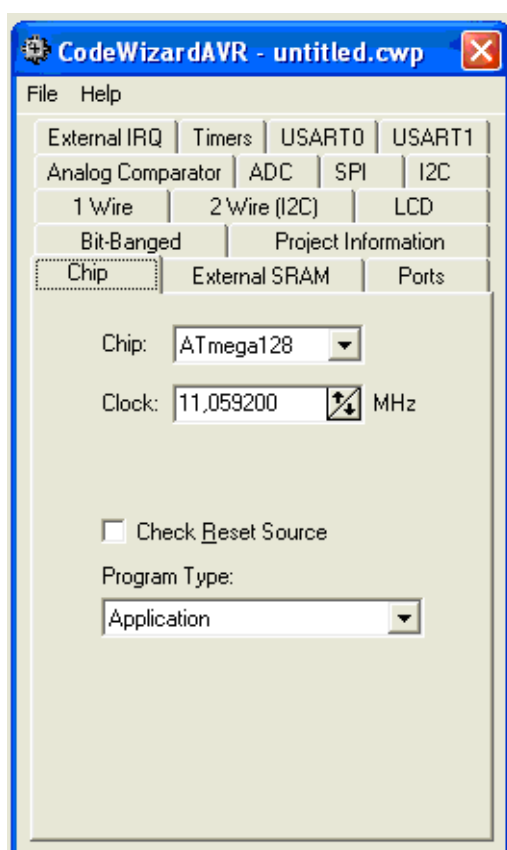 CodeWizardAVR - untitled.cwp
File Help
External IRQ Timers USART0 USART1
Analog Comparator ADC SPI I2C
1 Wire 2 Wire (I2C) LCD
Bit-Banged Project Information
Chip External SRAM Ports
Chip: ATmega128
Clock: 11,059200 MHz
Check Reset Source
Program Type:
Application